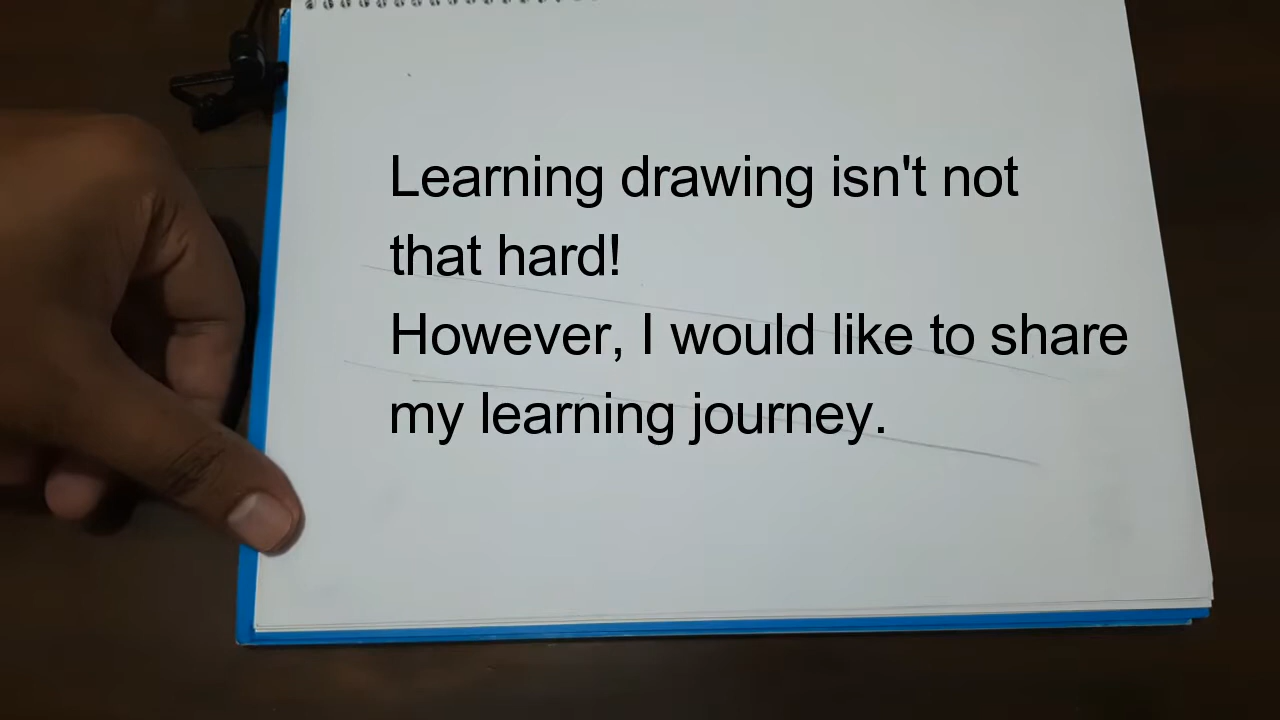 Learning drawing isn't not
that hard!
However, I would like to share
my learning journey.